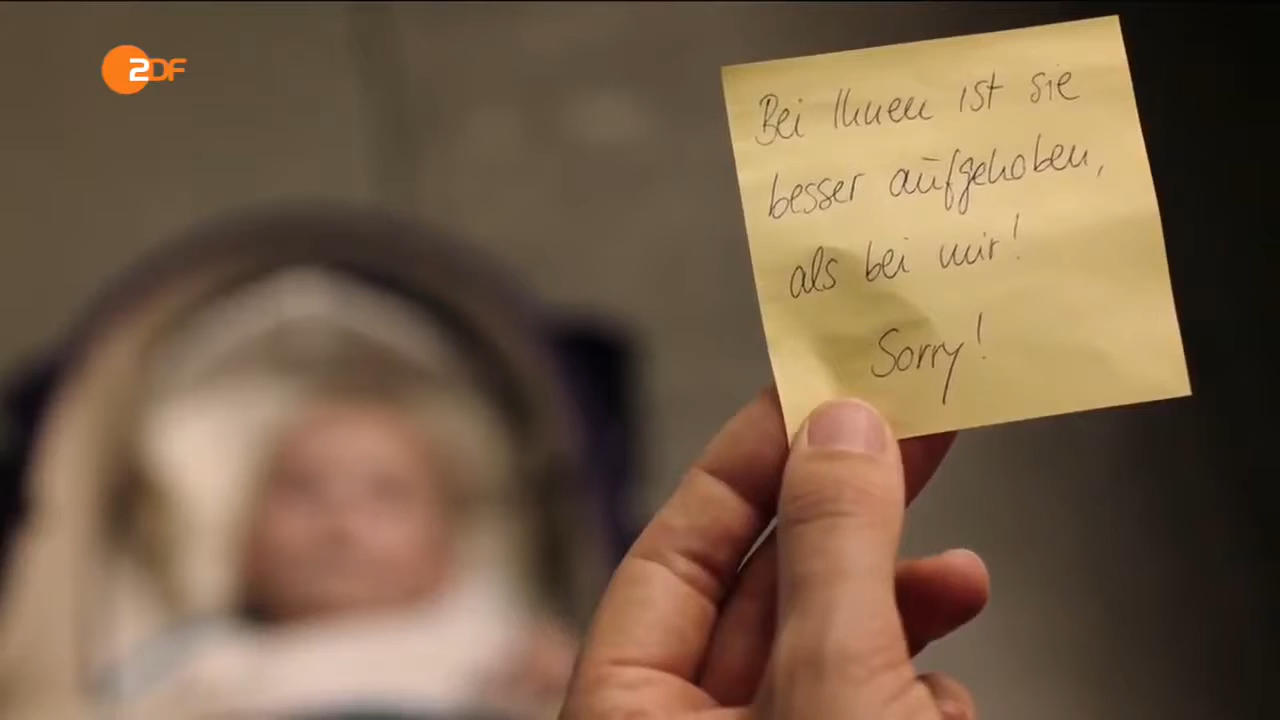 ZDF
Bei Ihnen ist sie
besser aufgehoben,
als bei mir!
Sorry!